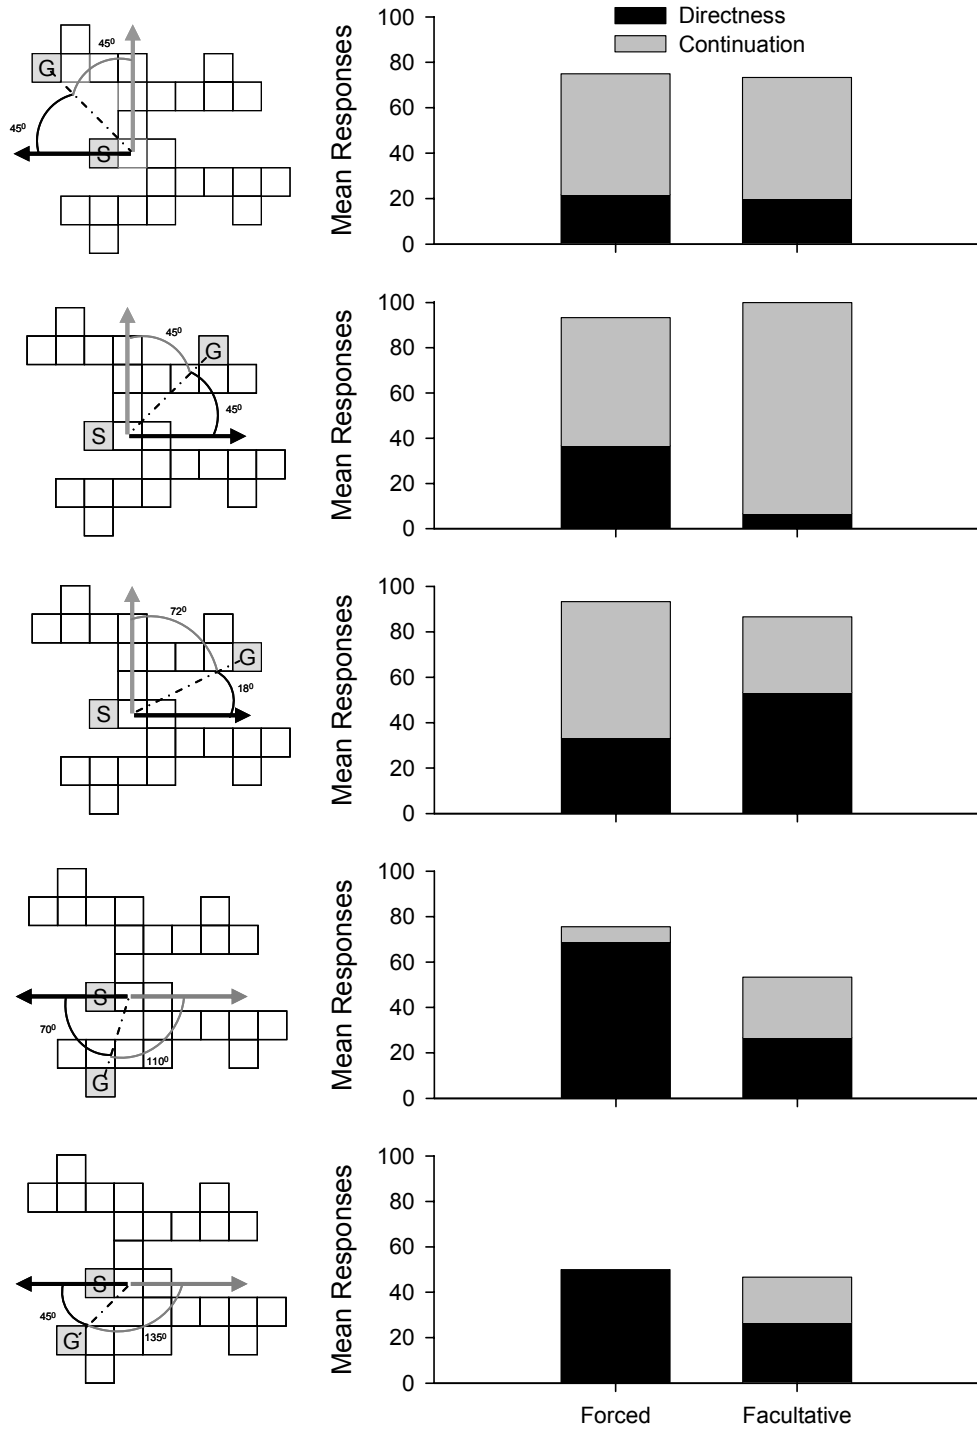 Directness
Continuation
Mean Responses
100
80
60
40
20
0
G
S
45⁰
45⁰
Mean Responses
100
80
60
40
20
0
G
S
45⁰
45⁰
Mean Responses
100
80
60
40
20
0
G
S
72⁰
18⁰
Mean Responses
100
80
60
40
20
0
S
G
70⁰
110⁰
Mean Responses
100
80
60
40
20
0
S
G
45⁰
135⁰
Forced Facultative